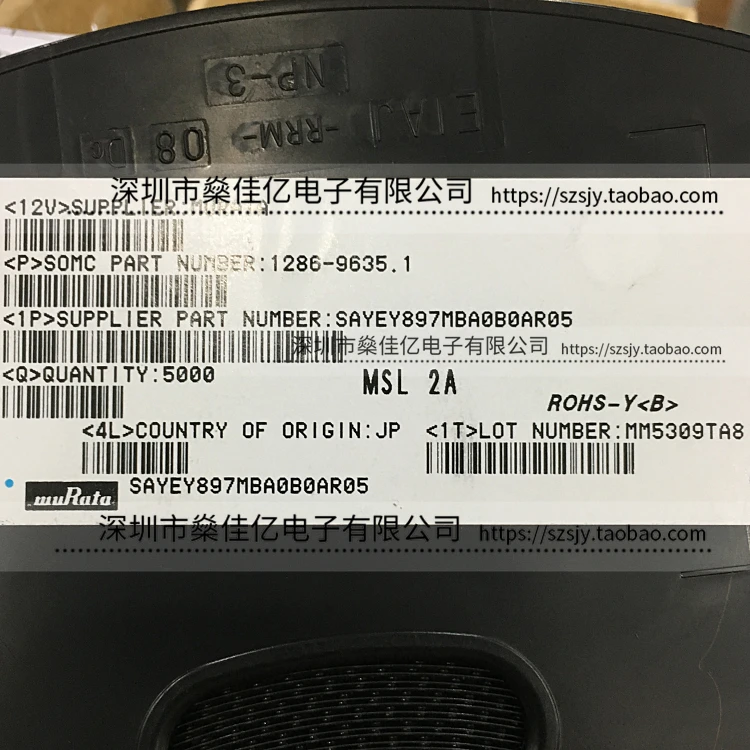 NP-3
EIAJ -RRM- 08 Dc
深圳市燊佳亿电子有限公司 https://szsjy.taobao.com
<12V>SUPPLIER:MURATA
<P>SOMC PART NUMBER:1286-9635.1
<1P>SUPPLIER PART NUMBER:SAYEY897MBA0B0AR05
深圳市燊佳亿电子有限公司 https://szsjy.taobao.com
<Q>QUANTITY:5000
MSL 2A
ROHS-Y<B>
<4L>COUNTRY OF ORIGIN:JP <1T>LOT NUMBER:MM5309TA8
muRata SAYEY897MBA0B0AR05
深圳市燊佳亿电子有限公司 https://szsjy.taobao.com